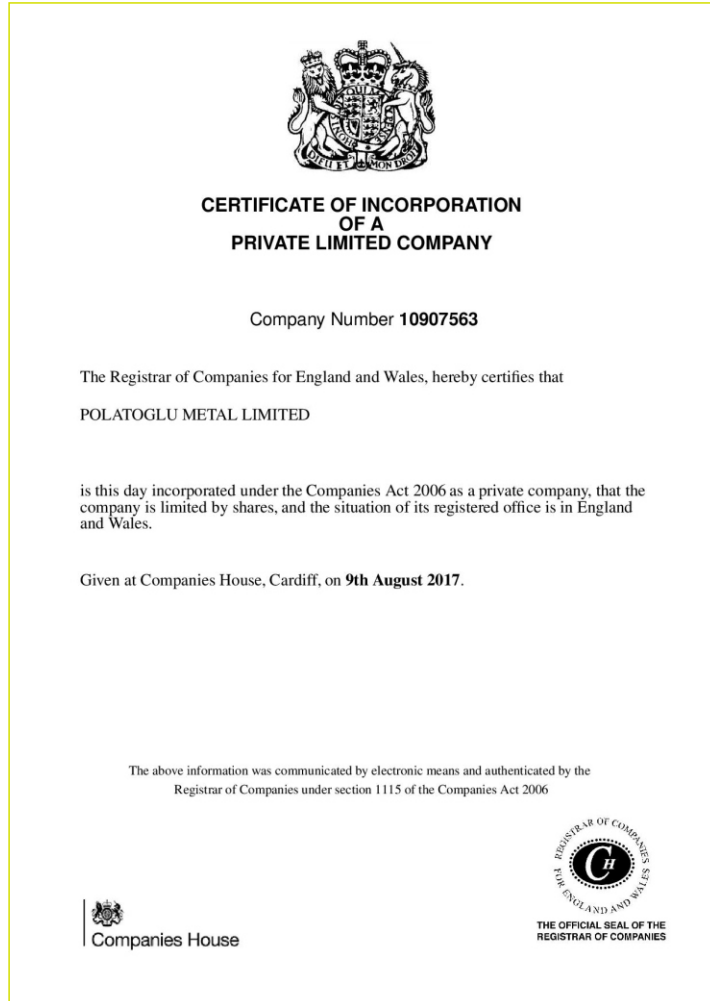 DIEU ET MON DROIT
CERTIFICATE OF INCORPORATION
OF A
PRIVATE LIMITED COMPANY
Company Number 10907563
The Registrar of Companies for England and Wales, hereby certifies that
POLATOGLU METAL LIMITED
is this day incorporated under the Companies Act 2006 as a private company, that the
company is limited by shares, and the situation of its registered office is in England
and Wales.
Given at Companies House, Cardiff, on 9th August 2017.
The above information was communicated by electronic means and authenticated by the
Registrar of Companies under section 1115 of the Companies Act 2006
REGISTRAR OF COMPANIES
FOR ENGLAND AND WALES
CH
Companies House
THE OFFICIAL SEAL OF THE
REGISTRAR OF COMPANIES